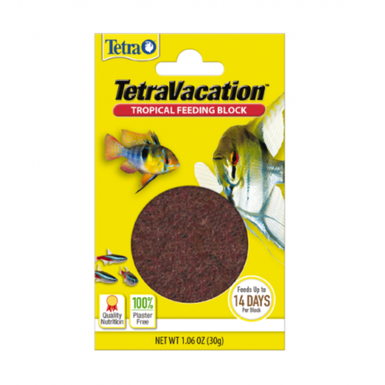 Tetra
TetraVacation™
TROPICAL FEEDING BLOCK
Quality
Nutrition
100%
Plaster
Free
Feeds Up to
14 DAYS
Per Block
NET WT 1.06 OZ (30g)